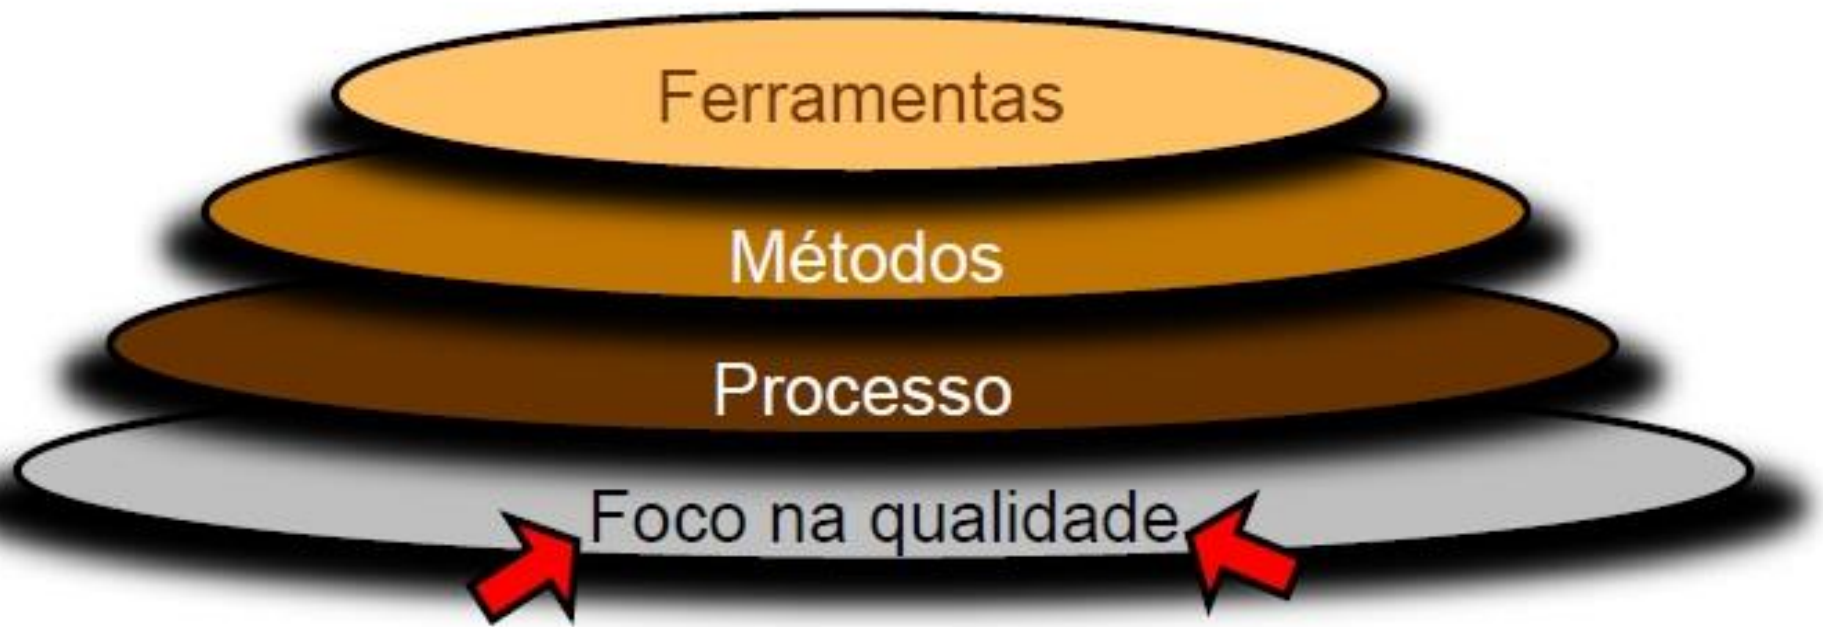 Ferramentas
Métodos
Processo
Foco na qualidade